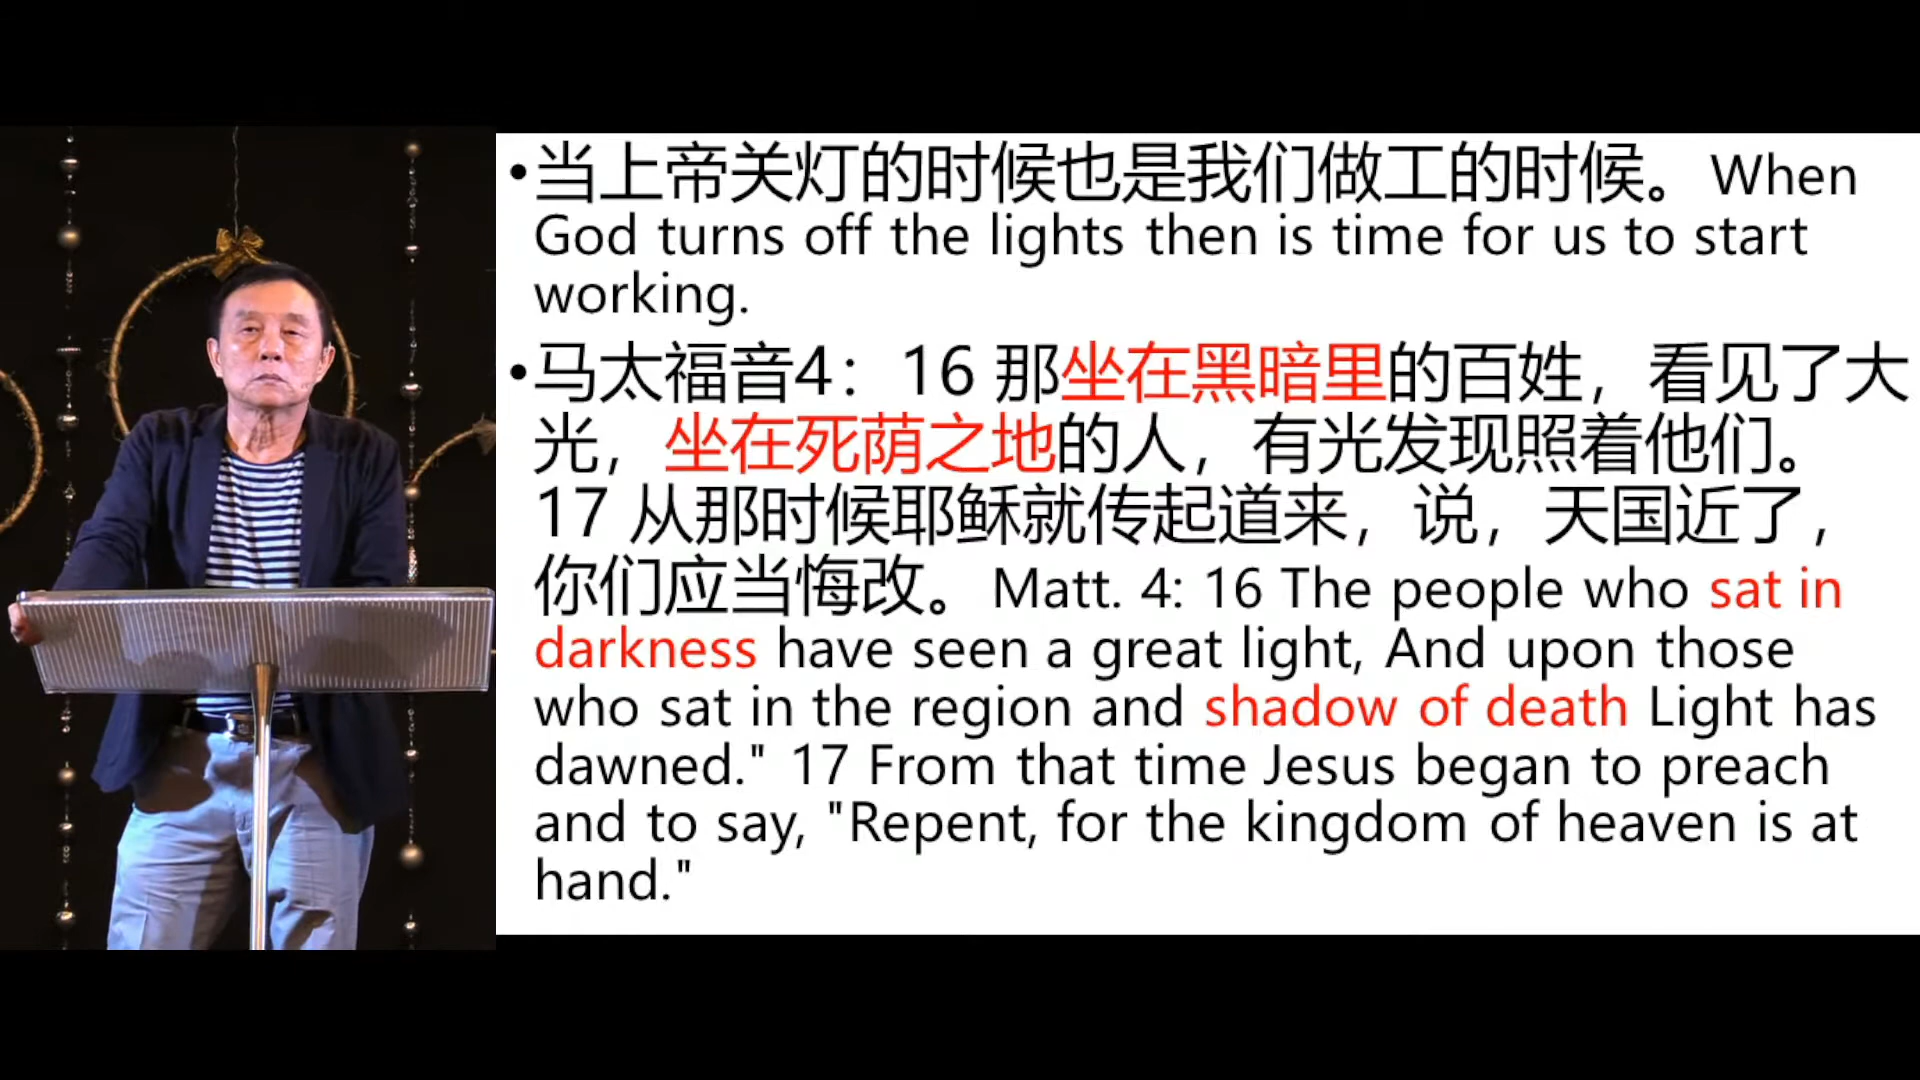 •当上帝关灯的时候也是我们做工的时候。 When
God turns off the lights then is time for us to start
working.
•马太福音4：16 那坐在黑暗里的百姓，看见了大
光，坐在死荫之地的人，有光发现照着他们。
17 从那时候耶稣就传起道来，说，天国近了，
你们应当悔改。 Matt. 4: 16 The people who sat in
darkness have seen a great light, And upon those
who sat in the region and shadow of death Light has
dawned." 17 From that time Jesus began to preach
and to say, "Repent, for the kingdom of heaven is at
hand."